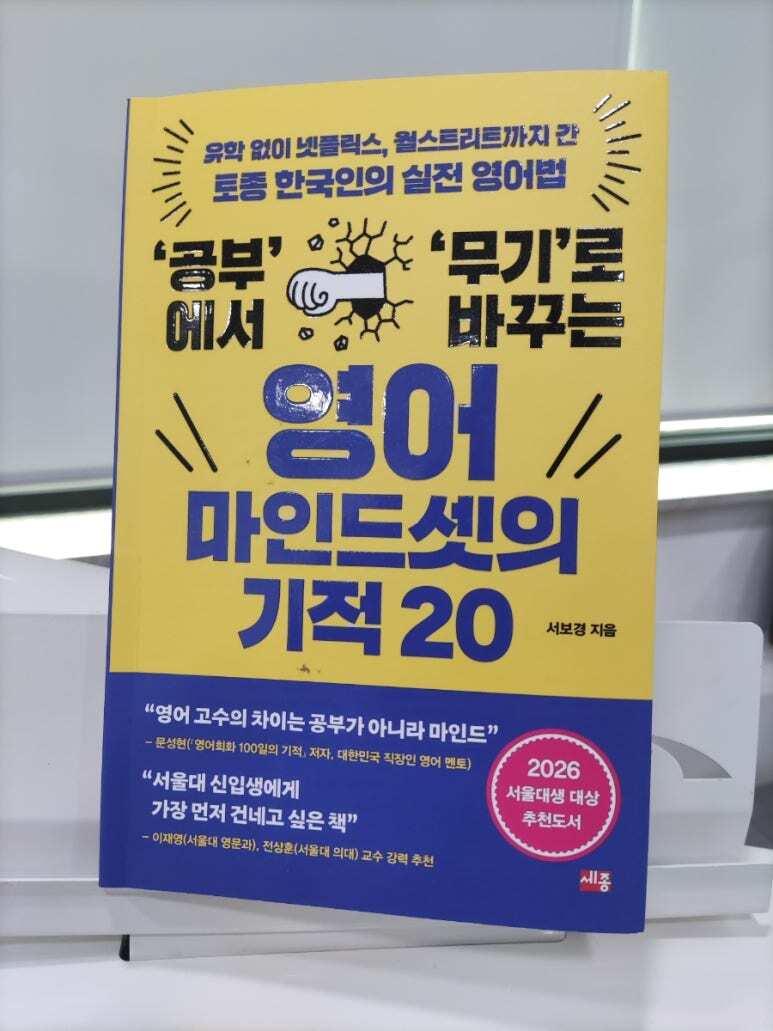 유학 없이 넷플릭스, 월스트리트까지 간
토종 한국인의 실전 영어법
‘공부’에서
‘무기’로
바꾸는
영어
마인드셋의
기적 20
서보경 지음
“영어 고수의 차이는 공부가 아니라 마인드”
– 문성현(『영어회화 100일의 기적』 저자, 대한민국 직장인 영어 멘토)
“서울대 신입생에게
가장 먼저 건네고 싶은 책”
– 이재영(서울대 영문과), 전상훈(서울대 의대) 교수 강력 추천
2026
서울대생 대상
추천도서
세종